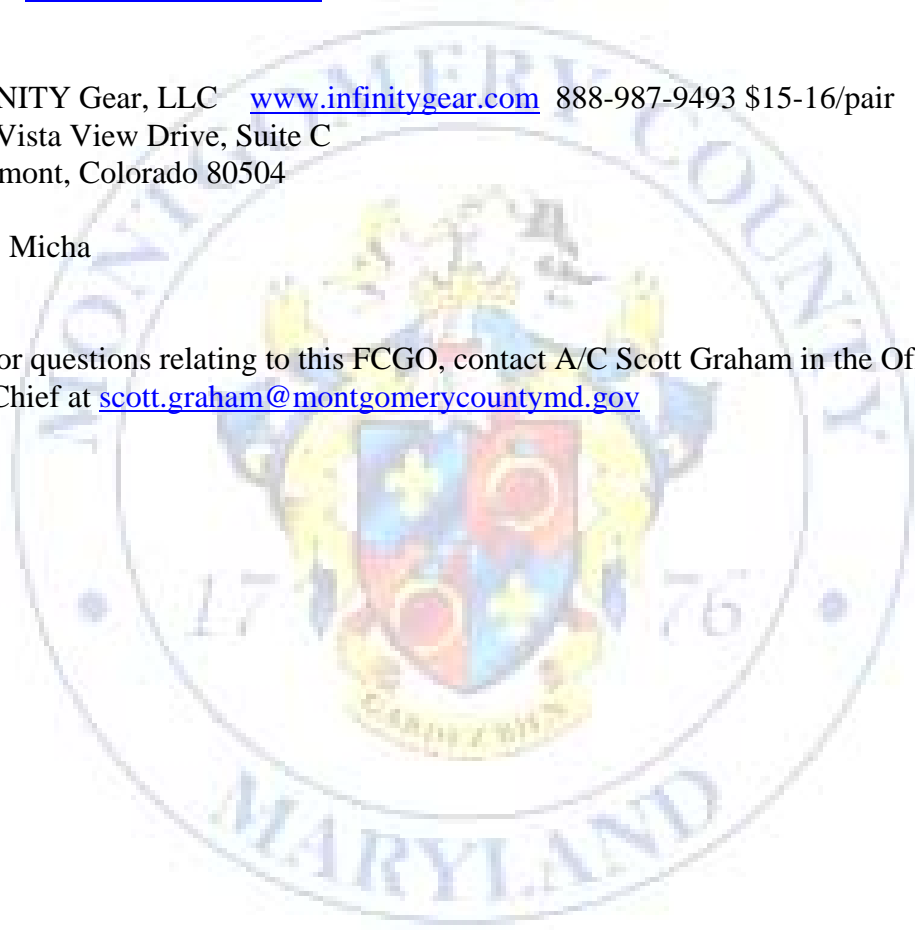 NITY Gear, LLC www.infinitygear.com 888-987-9493 $15-16/pair
Vista View Drive, Suite C
mont, Colorado 80504
Micha
or questions relating to this FCGO, contact A/C Scott Graham in the Of
Chief at scott.graham@montgomerycountymd.gov
MONTGOMERY COUNTY
17 76
GARDEZ BIEN
MARYLAND